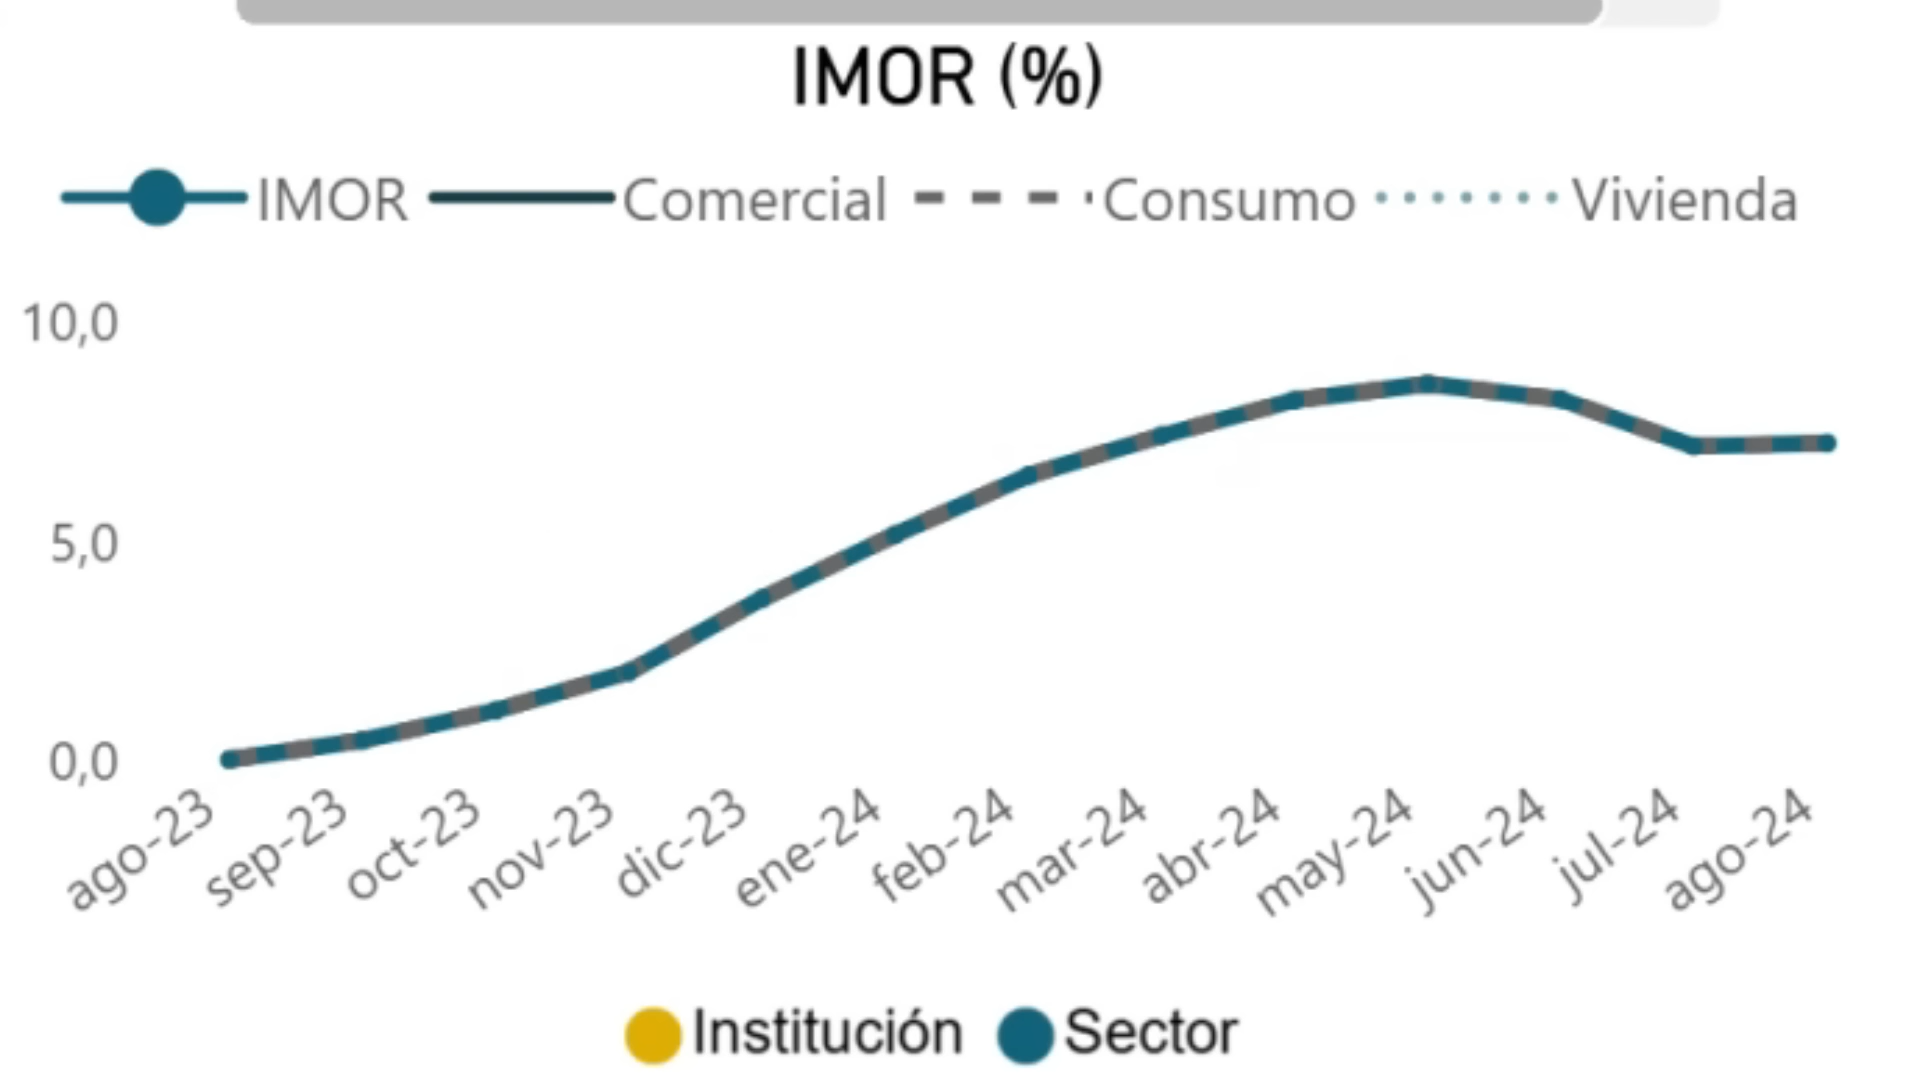 IMOR (%)
IMOR Comercial Consumo Vivienda
10,0
5,0
0,0
ago-23 sep-23 oct-23 nov-23 dic-23 ene-24 feb-24 mar-24 abr-24 may-24 jun-24 jul-24 ago-24
Institución Sector